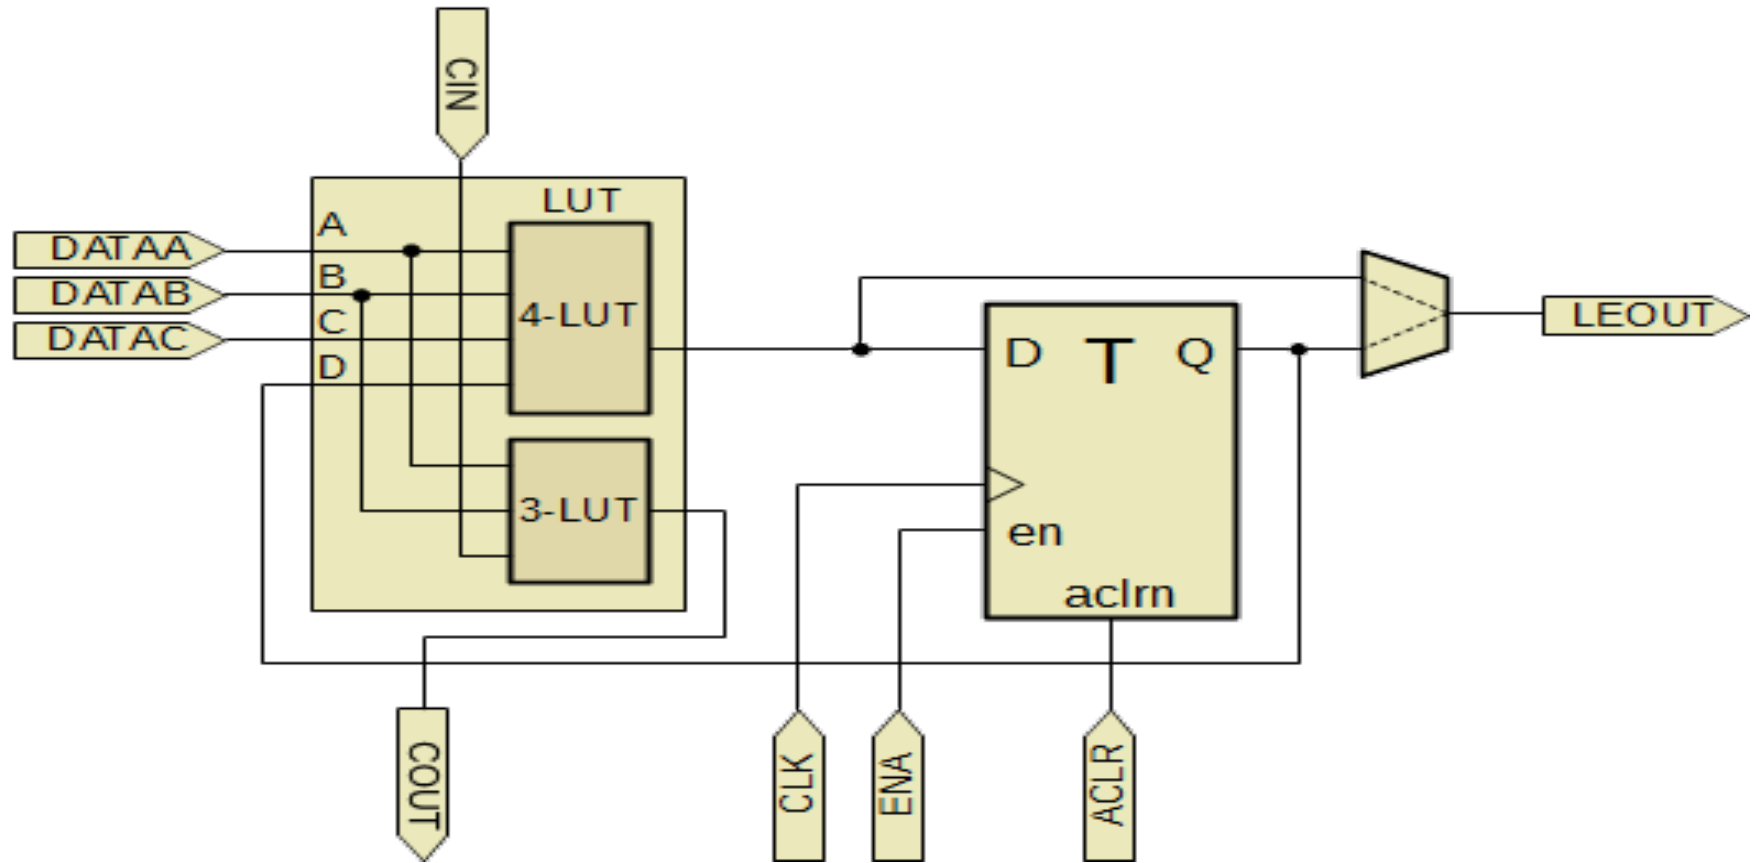 CIN
LUT
A
DATAA
B
DATAB
C
DATAC
D
4-LUT
3-LUT
D T Q
en
aclrn
LEOUT
COUT
CLK
ENA
ACLR